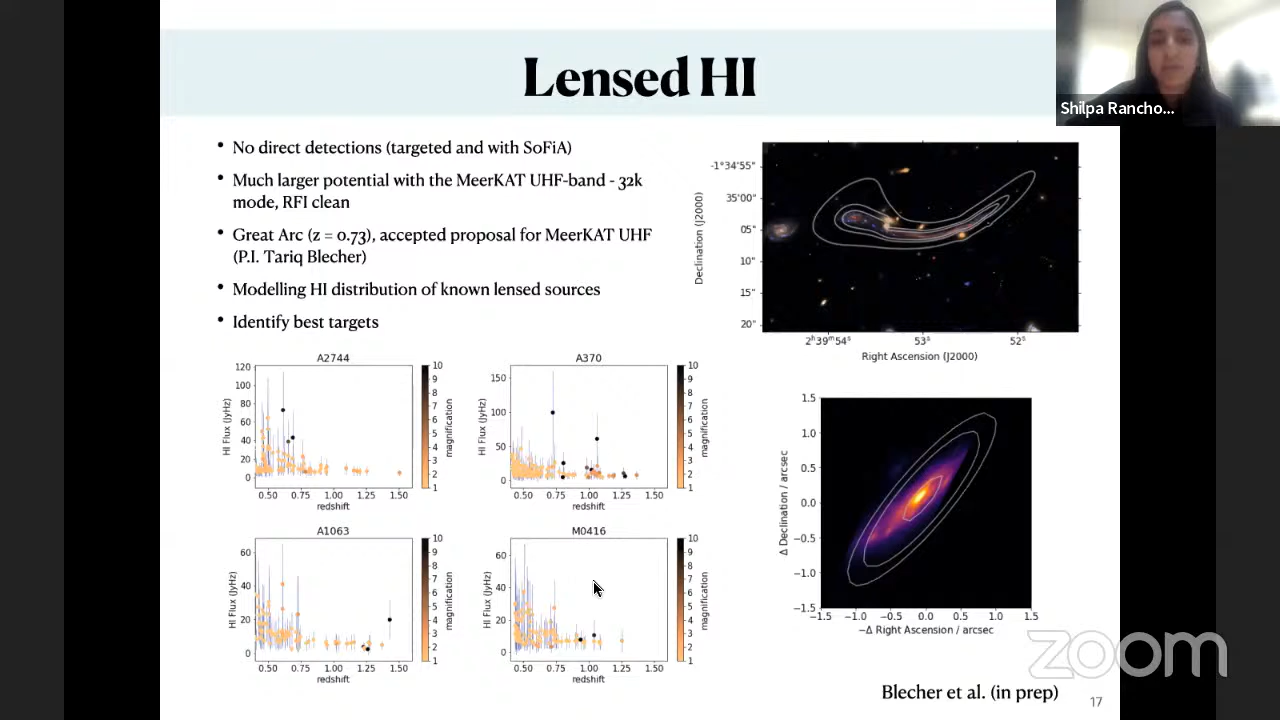 Lensed HI
Shilpa Rancho...
• No direct detections (targeted and with SoFiA)
• Much larger potential with the MeerKAT UHF-band - 32k
mode, RFI clean
• Great Arc (z = 0.73), accepted proposal for MeerKAT UHF
(P.I. Tariq Blecher)
• Modelling HI distribution of known lensed sources
• Identify best targets
-1°34'55"
35'00"
05"
10"
15"
20"
Declination (J2000)
2ʰ39ᵐ54ˢ 53ˢ 52ˢ
Right Ascension (J2000)
A2744
120
100
80
60
40
20
0
HI Flux (JyHz)
0.50 0.75 1.00 1.25 1.50
redshift
10
9
8
7
6
5
4
3
2
1
magnification
A370
150
100
50
0
HI Flux (JyHz)
0.50 0.75 1.00 1.25 1.50
redshift
10
9
8
7
6
5
4
3
2
1
magnification
A1063
60
40
20
0
HI Flux (JyHz)
0.50 0.75 1.00 1.25 1.50
redshift
10
9
8
7
6
5
4
3
2
1
magnification
M0416
60
40
20
0
HI Flux (JyHz)
0.50 0.75 1.00 1.25 1.50
redshift
10
9
8
7
6
5
4
3
2
1
magnification
1.5
1.0
0.5
0.0
−0.5
−1.0
−1.5
Δ Declination / arcsec
−1.5 −1.0 −0.5 0.0 0.5 1.0 1.5
−Δ Right Ascension / arcsec
zoom
Blecher et al. (in prep)
17